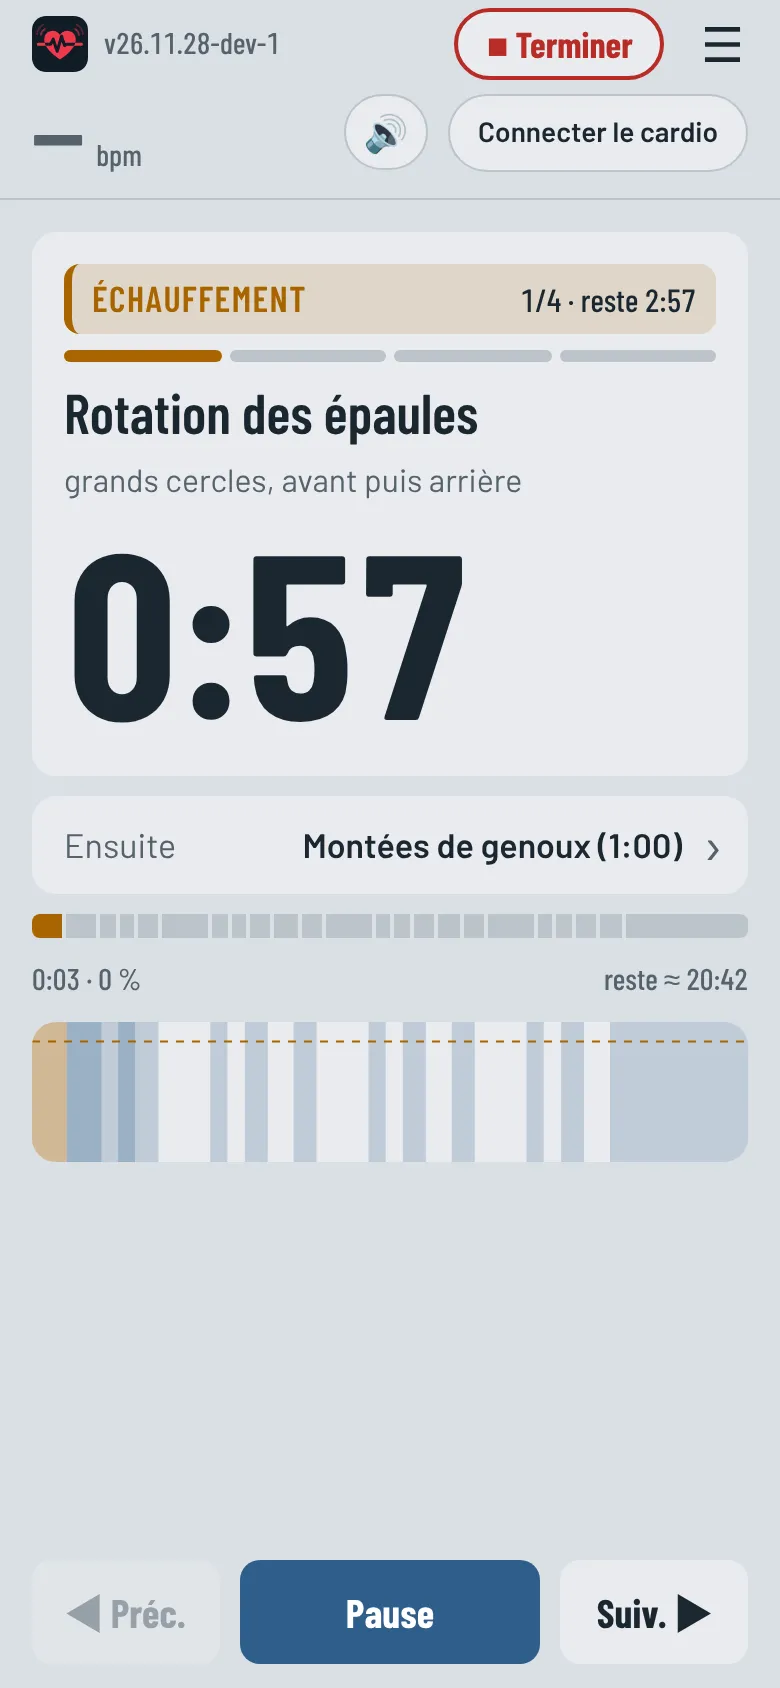 v26.11.28-dev-1
■ Terminer
bpm
Connecter le cardio
ÉCHAUFFEMENT
1/4 · reste 2:57
Rotation des épaules
grands cercles, avant puis arrière
0:57
Ensuite
Montées de genoux (1:00) ›
0:03 · 0 %
reste ≈ 20:42
◀ Préc.
Pause
Suiv. ▶